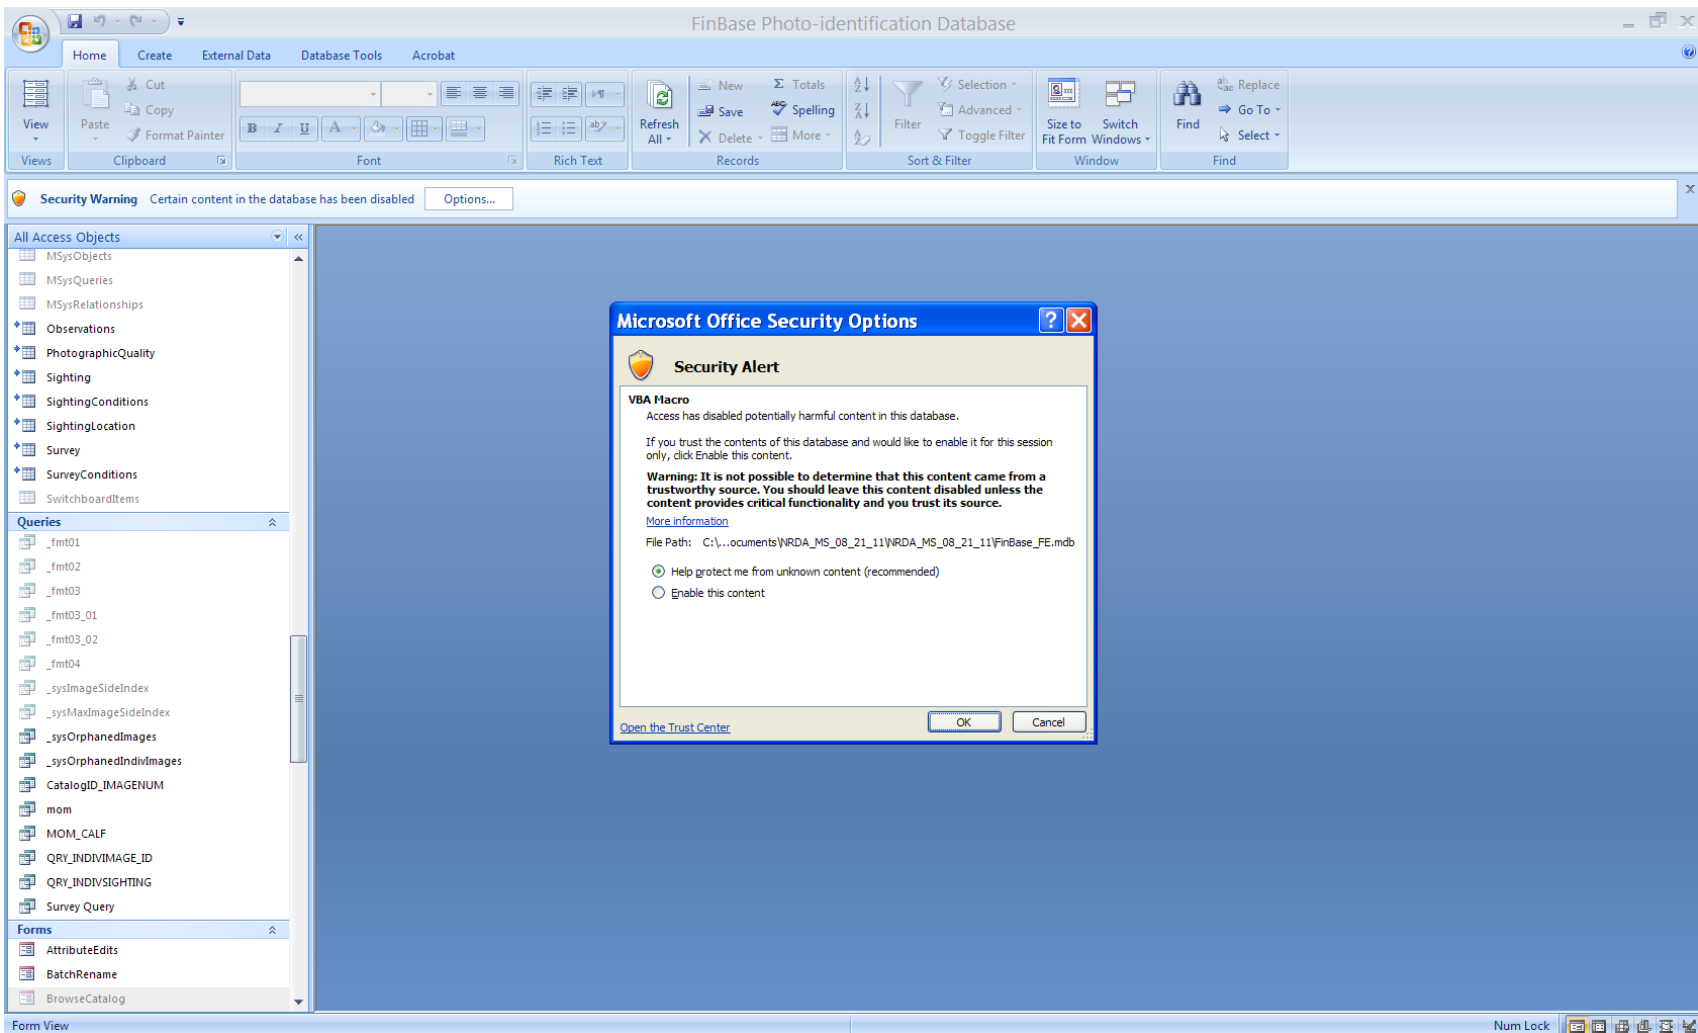 FinBase Photo-identification Database
Home Create External Data Database Tools Acrobat
View
Views
Paste
Cut
Copy
Format Painter
Clipboard
B I U A
Font
Rich Text
Refresh
All
New
Save
Delete
Σ Totals
ABC Spelling
More
Records
Filter
Selection
Advanced
Toggle Filter
Sort & Filter
Size to
Fit Form
Switch
Windows
Window
Find
Replace
Go To
Select
Find
Security Warning Certain content in the database has been disabled Options...
All Access Objects
MSysObjects
MSysQueries
MSysRelationships
Observations
PhotographicQuality
Sighting
SightingConditions
SightingLocation
Survey
SurveyConditions
SwitchboardItems
Queries
_fmt01
_fmt02
_fmt03
_fmt03_01
_fmt03_02
_fmt04
_sysImageSideIndex
_sysMaxImageSideIndex
_sysOrphanedImages
_sysOrphanedIndivImages
CatalogID_IMAGENUM
mom
MOM_CALF
QRY_INDIVIMAGE_ID
QRY_INDIVSIGHTING
Survey Query
Forms
AttributeEdits
BatchRename
BrowseCatalog
Microsoft Office Security Options
Security Alert
VBA Macro
Access has disabled potentially harmful content in this database.
If you trust the contents of this database and would like to enable it for this session
only, click Enable this content.
Warning: It is not possible to determine that this content came from a
trustworthy source. You should leave this content disabled unless the
content provides critical functionality and you trust its source.
More information
File Path: C:\...ocuments\NRDA_MS_08_21_11\NRDA_MS_08_21_11\FinBase_FE.mdb
Help protect me from unknown content (recommended)
Enable this content
Open the Trust Center
OK Cancel
Form View
Num Lock